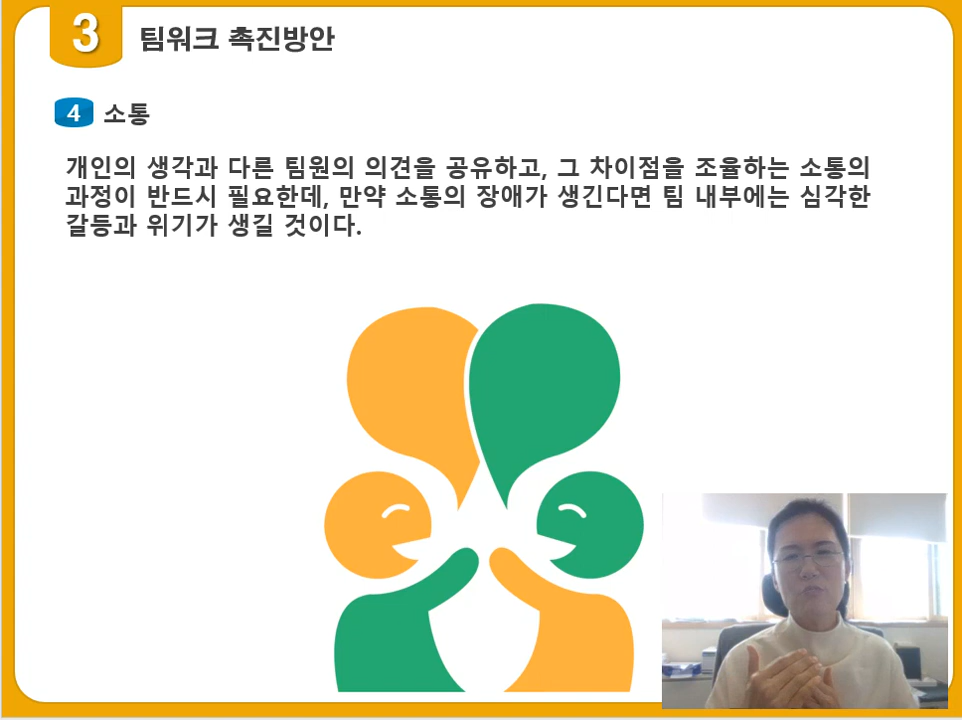 3 팀워크 촉진방안
4 소통
개인의 생각과 다른 팀원의 의견을 공유하고, 그 차이점을 조율하는 소통의
과정이 반드시 필요한데, 만약 소통의 장애가 생긴다면 팀 내부에는 심각한
갈등과 위기가 생길 것이다.